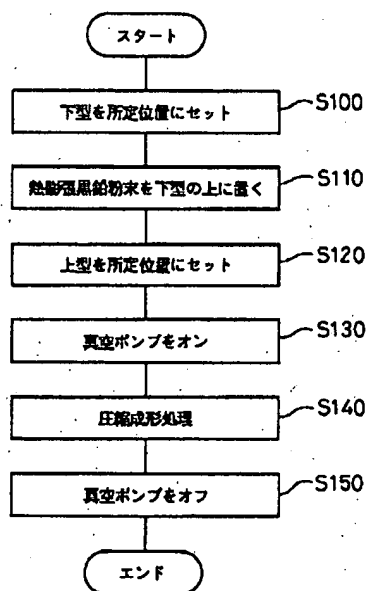 スタート
下型を所定位置にセット
S100
熱膨張黒鉛粉末を下型の上に置く
S110
上型を所定位置にセット
S120
真空ポンプをオン
S130
圧縮成形処理
S140
真空ポンプをオフ
S150
エンド